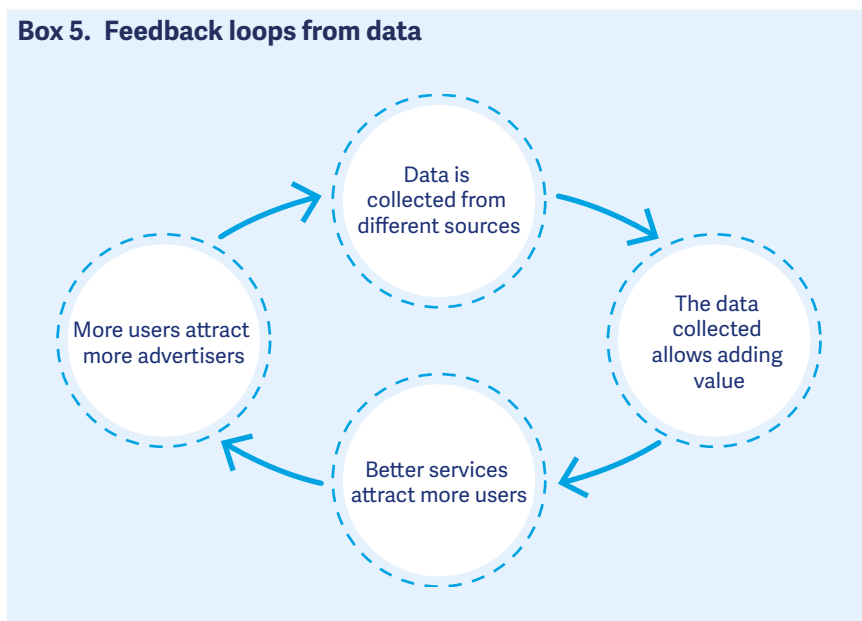 Box 5. Feedback loops from data
Data is
collected from
different sources
The data
collected
allows adding
value
Better services
attract more users
More users attract
more advertisers